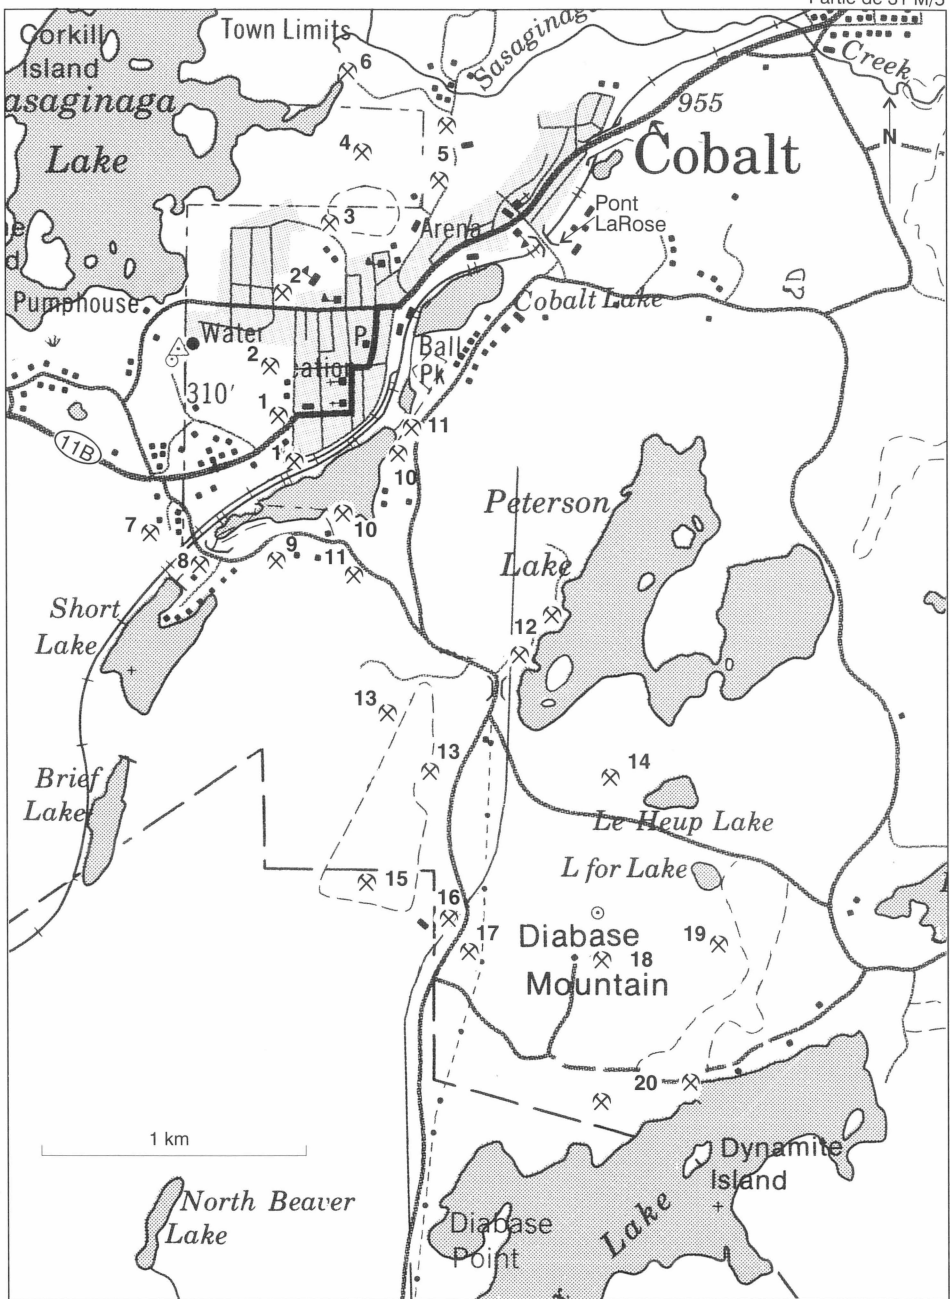 Partie de 31 M/5
Corkill
Island
Town Limits
6
Sasaginaga
Creek
asaginaga
Lake
955
4
5
Cobalt
N
3
Arena
Pont
LaRose
2
Pumphouse
Cobalt Lake
Water
P
Ball
Pk
2
310'
1
11B
11
1
10
Peterson
Lake
7
10
8
9
11
Short
Lake
12
13
13
14
Brief
Lake
Le Heup Lake
L for Lake
15
16
17
Diabase
Mountain
18
19
20
1 km
Dynamite
Island
North Beaver
Lake
Diabase
Point
Lake